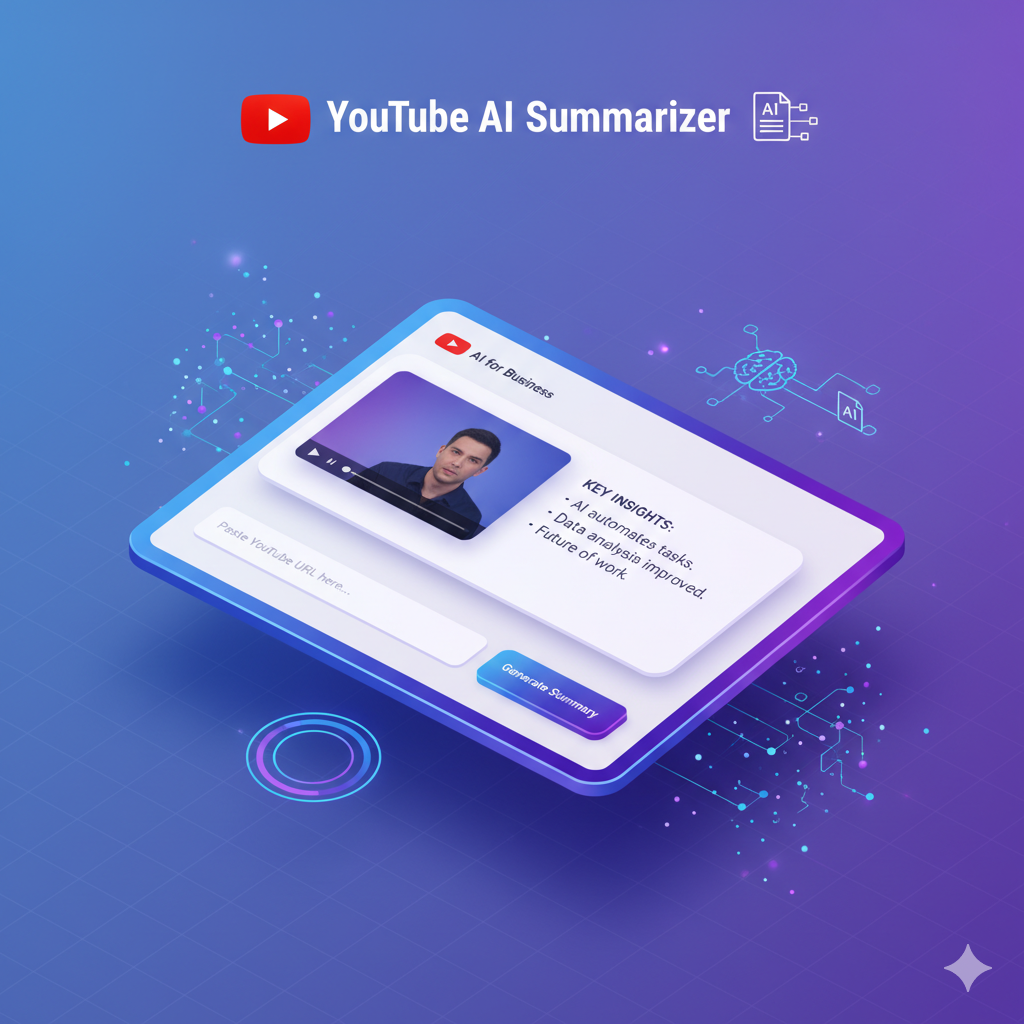 YouTube AI Summarizer
AI
AI for Business
KEY INSIGHTS:
• AI automates tasks.
• Data analysis improved.
• Future of work.
Paste YouTube URL here...
Generate Summary
AI